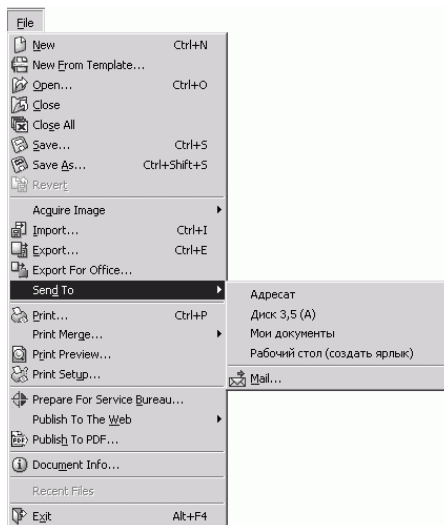 File
New Ctrl+N
New From Template...
Open... Ctrl+O
Close
Close All
Save... Ctrl+S
Save As... Ctrl+Shift+S
Revert
Acquire Image
Import... Ctrl+I
Export... Ctrl+E
Export For Office...
Send To
Адресат
Диск 3,5 (A)
Мои документы
Рабочий стол (создать ярлык)
Mail...
Print... Ctrl+P
Print Merge...
Print Preview...
Print Setup...
Prepare For Service Bureau...
Publish To The Web
Publish To PDF...
Document Info...
Recent Files
Exit Alt+F4